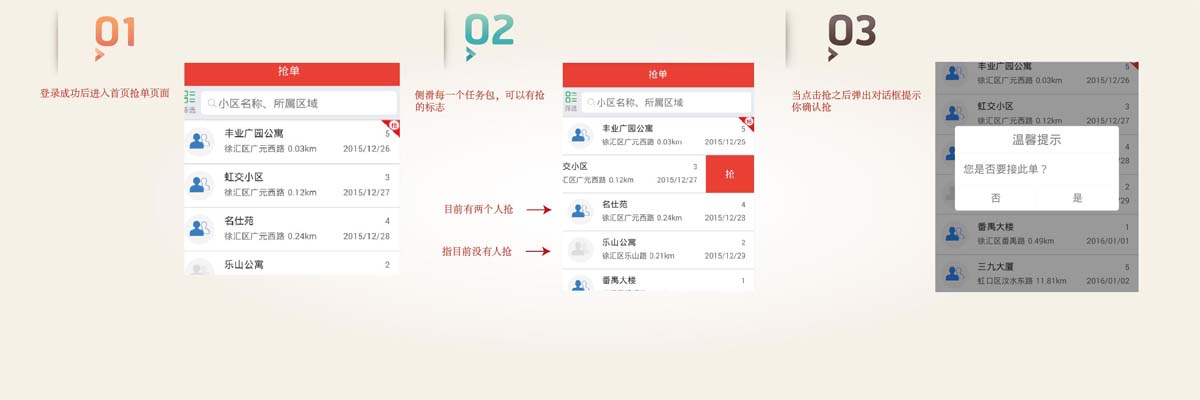 01
登录成功后进入首页抢单页面
抢单
筛选
小区名称、所属区域
抢
丰业广园公寓 5
徐汇区广元西路 0.03km 2015/12/26
虹交小区 3
徐汇区广元西路 0.12km 2015/12/27
名仕苑 4
徐汇区广元西路 0.24km 2015/12/28
乐山公寓 2
02
侧滑每一个任务包，可以有抢
的标志
抢单
筛选
小区名称、所属区域
抢
丰业广园公寓 5
徐汇区广元西路 0.03km 2015/12/25
交小区 3
汇区广元西路 0.12km 2015/12/27
抢
目前有两个人抢
名仕苑 4
徐汇区广元西路 0.24km 2015/12/23
指目前没有人抢
乐山公寓 2
徐汇区乐山路 0.21km 2015/12/29
番禺大楼 1
03
当点击抢之后弹出对话框提示
你确认抢
丰业广园公寓 5
徐汇区广元西路 0.03km 2015/12/26
虹交小区 3
徐汇区广元西路 0.12km 2015/12/27
4
/28
2
/29
温馨提示
您是否要接此单？
否 是
番禺大楼 1
徐汇区番禺路 0.49km 2016/01/01
三九大厦 5
虹口区汶水东路 11.81km 2016/01/02